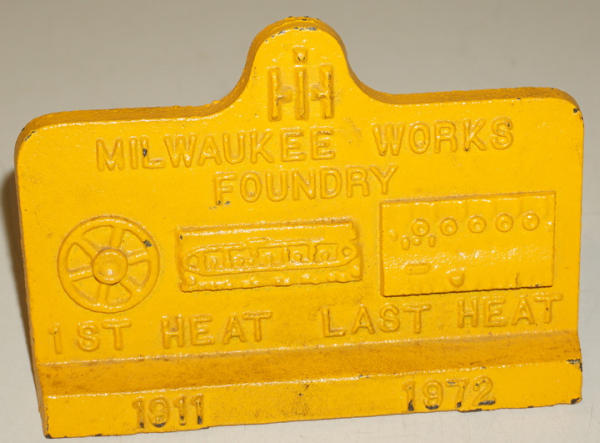 IH
MILWAUKEE WORKS
FOUNDRY
1ST HEAT LAST HEAT
1911 1972